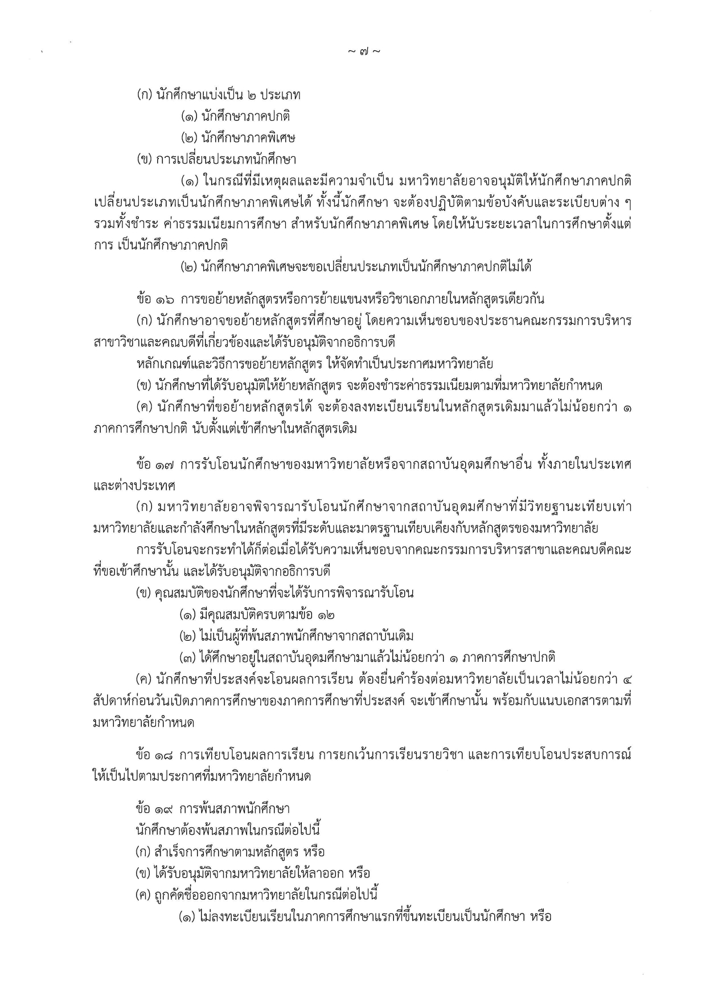 ~ ๗ ~
(ก) นักศึกษาแบ่งเป็น ๒ ประเภท
(๑) นักศึกษาภาคปกติ
(๒) นักศึกษาภาคพิเศษ
(ข) การเปลี่ยนประเภทนักศึกษา
(๑) ในกรณีที่มีเหตุผลและมีความจำเป็น มหาวิทยาลัยอาจอนุมัติให้นักศึกษาภาคปกติ
เปลี่ยนประเภทเป็นนักศึกษาภาคพิเศษได้ ทั้งนี้นักศึกษา จะต้องปฏิบัติตามข้อบังคับและระเบียบต่าง ๆ
รวมทั้งชำระ ค่าธรรมเนียมการศึกษา สำหรับนักศึกษาภาคพิเศษ โดยให้นับระยะเวลาในการศึกษาตั้งแต่
การ เป็นนักศึกษาภาคปกติ
(๒) นักศึกษาภาคพิเศษจะขอเปลี่ยนประเภทเป็นนักศึกษาภาคปกติไม่ได้
ข้อ ๑๖ การขอย้ายหลักสูตรหรือการย้ายแขนงหรือวิชาเอกภายในหลักสูตรเดียวกัน
(ก) นักศึกษาอาจขอย้ายหลักสูตรที่ศึกษาอยู่ โดยความเห็นชอบของประธานคณะกรรมการบริหาร
สาขาวิชาและคณบดีที่เกี่ยวข้องและได้รับอนุมัติจากอธิการบดี
หลักเกณฑ์และวิธีการขอย้ายหลักสูตร ให้จัดทำเป็นประกาศมหาวิทยาลัย
(ข) นักศึกษาที่ได้รับอนุมัติให้ย้ายหลักสูตร จะต้องชำระค่าธรรมเนียมตามที่มหาวิทยาลัยกำหนด
(ค) นักศึกษาที่ขอย้ายหลักสูตรได้ จะต้องลงทะเบียนเรียนในหลักสูตรเดิมมาแล้วไม่น้อยกว่า ๑
ภาคการศึกษาปกติ นับตั้งแต่เข้าศึกษาในหลักสูตรเดิม
ข้อ ๑๗ การรับโอนนักศึกษาของมหาวิทยาลัยหรือจากสถาบันอุดมศึกษาอื่น ทั้งภายในประเทศ
และต่างประเทศ
(ก) มหาวิทยาลัยอาจพิจารณารับโอนนักศึกษาจากสถาบันอุดมศึกษาที่มีวิทยฐานะเทียบเท่า
มหาวิทยาลัยและกำลังศึกษาในหลักสูตรที่มีระดับและมาตรฐานเทียบเคียงกับหลักสูตรของมหาวิทยาลัย
การรับโอนจะกระทำได้ก็ต่อเมื่อได้รับความเห็นชอบจากคณะกรรมการบริหารสาขาและคณบดีคณะ
ที่ขอเข้าศึกษานั้น และได้รับอนุมัติจากอธิการบดี
(ข) คุณสมบัติของนักศึกษาที่จะได้รับการพิจารณารับโอน
(๑) มีคุณสมบัติครบตามข้อ ๑๒
(๒) ไม่เป็นผู้ที่พ้นสภาพนักศึกษาจากสถาบันเดิม
(๓) ได้ศึกษาอยู่ในสถาบันอุดมศึกษามาแล้วไม่น้อยกว่า ๑ ภาคการศึกษาปกติ
(ค) นักศึกษาที่ประสงค์จะโอนผลการเรียน ต้องยื่นคำร้องต่อมหาวิทยาลัยเป็นเวลาไม่น้อยกว่า ๔
สัปดาห์ก่อนวันเปิดภาคการศึกษาของภาคการศึกษาที่ประสงค์ จะเข้าศึกษานั้น พร้อมกับแนบเอกสารตามที่
มหาวิทยาลัยกำหนด
ข้อ ๑๘ การเทียบโอนผลการเรียน การยกเว้นการเรียนรายวิชา และการเทียบโอนประสบการณ์
ให้เป็นไปตามประกาศที่มหาวิทยาลัยกำหนด
ข้อ ๑๙ การพ้นสภาพนักศึกษา
นักศึกษาต้องพ้นสภาพในกรณีต่อไปนี้
(ก) สำเร็จการศึกษาตามหลักสูตร หรือ
(ข) ได้รับอนุมัติจากมหาวิทยาลัยให้ลาออก หรือ
(ค) ถูกคัดชื่อออกจากมหาวิทยาลัยในกรณีต่อไปนี้
(๑) ไม่ลงทะเบียนเรียนในภาคการศึกษาแรกที่ขึ้นทะเบียนเป็นนักศึกษา หรือ